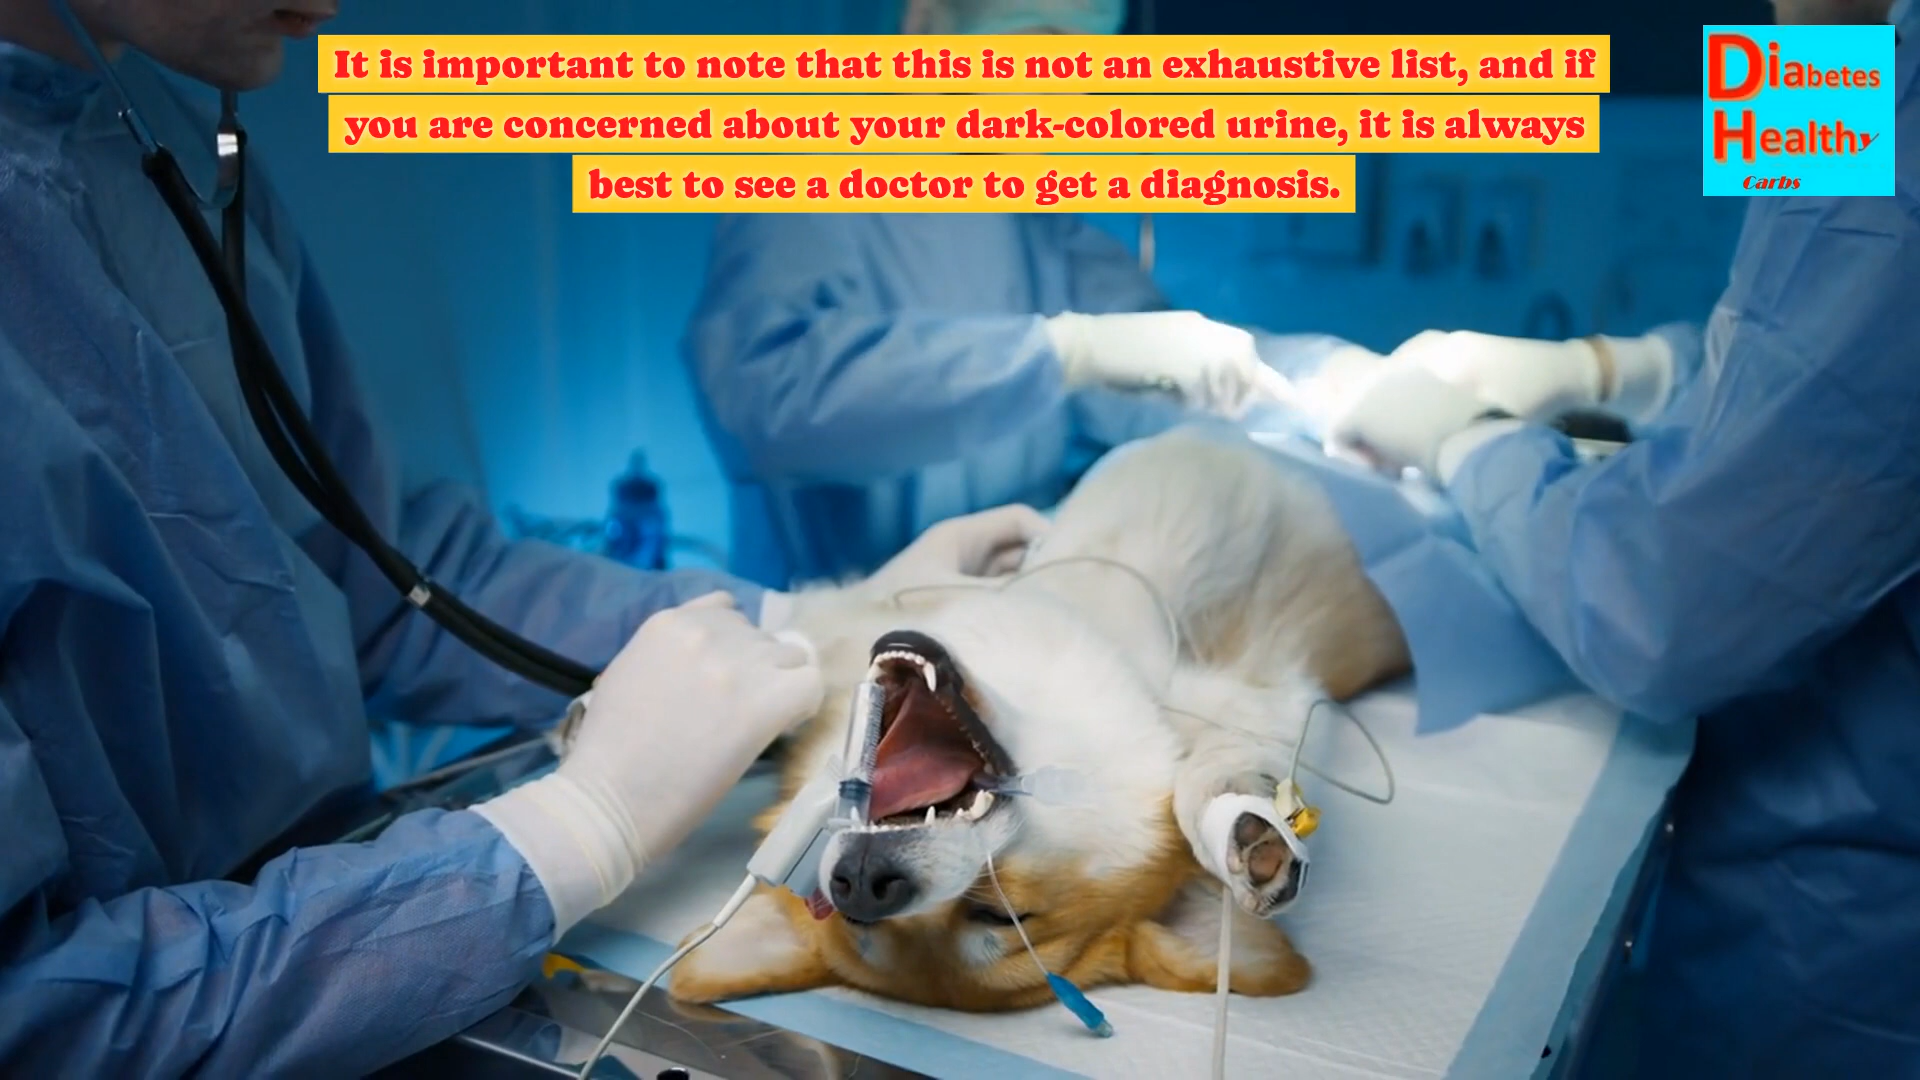 It is important to note that this is not an exhaustive list, and if
you are concerned about your dark-colored urine, it is always
best to see a doctor to get a diagnosis.
Diabetes
Healthy
Carbs